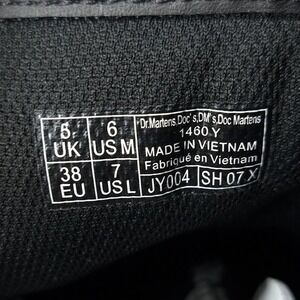 5 UK
6 US M
38 EU
7 US L
"Dr.Martens,Doc's,DM's,Doc Martens
1460 Y
MADE IN VIETNAM
Fabriqué en Vietnam
JY004
SH 07 X